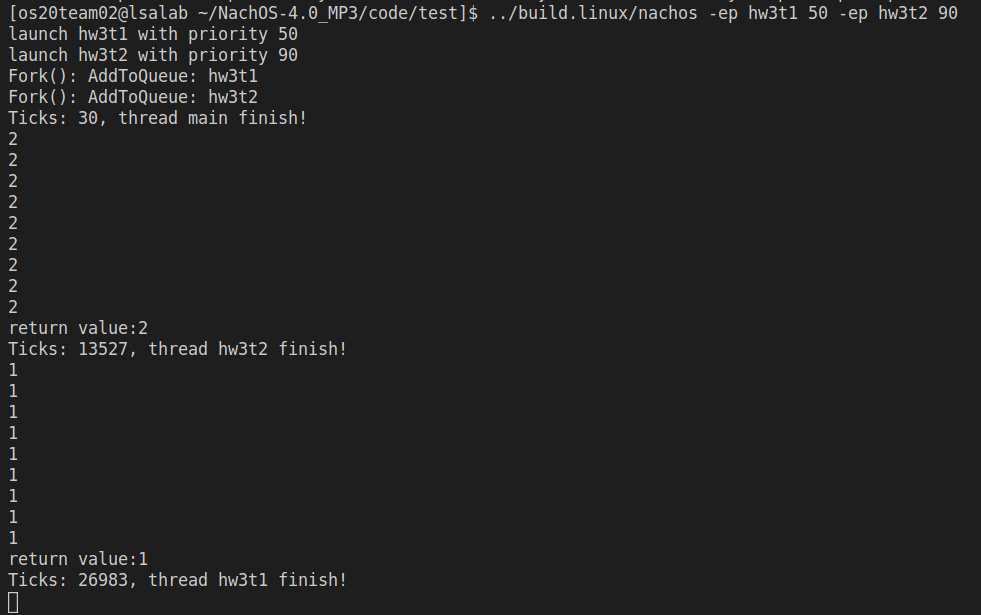 [os20team02@lsalab ~/NachOS-4.0_MP3/code/test]$ ../build.linux/nachos -ep hw3t1 50 -ep hw3t2 90
launch hw3t1 with priority 50
launch hw3t2 with priority 90
Fork(): AddToQueue: hw3t1
Fork(): AddToQueue: hw3t2
Ticks: 30, thread main finish!
2
2
2
2
2
2
2
2
2
return value:2
Ticks: 13527, thread hw3t2 finish!
1
1
1
1
1
1
1
1
1
return value:1
Ticks: 26983, thread hw3t1 finish!